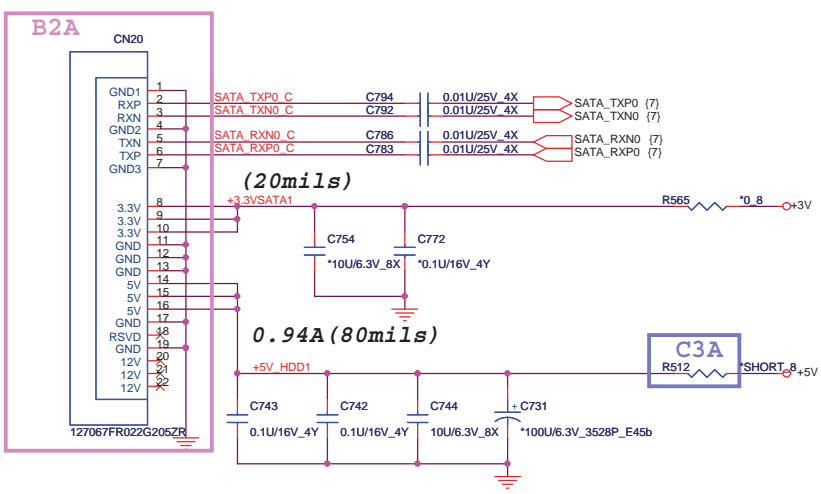 B2A
CN20
GND1 1
RXP 2 SATA_TXP0_C C794 0.01U/25V_4X SATA_TXP0 {7}
RXN 3 SATA_TXN0_C C792 0.01U/25V_4X SATA_TXN0 {7}
GND2 4
TXN 5 SATA_RXN0_C C786 0.01U/25V_4X SATA_RXN0 {7}
TXP 6 SATA_RXP0_C C783 0.01U/25V_4X SATA_RXP0 {7}
GND3 7
(20mils)
3.3V 8 +3.3VSATA1 R565 *0_8 +3V
3.3V 9
3.3V 10
GND 11 C754 C772
GND 12
GND 13 *10U/6.3V_8X *0.1U/16V_4Y
5V 14
5V 15
5V 16
GND 17
RSVD 18 0.94A(80mils)
GND 19
12V 20 C3A
12V 21 +5V_HDD1 R512 *SHORT_8 +5V
12V 22
C743 C742 C744 + C731
127067FR022G205ZR 0.1U/16V_4Y 0.1U/16V_4Y 10U/6.3V_8X *100U/6.3V_3528P_E45b